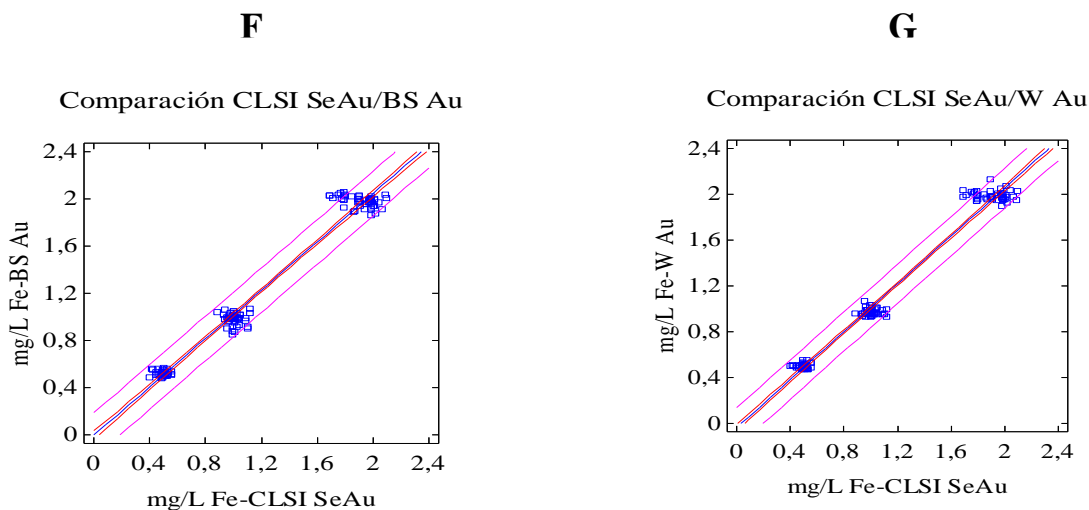 F
G
Comparación CLSI SeAu/BS Au
2,4
2
1,6
1,2
0,8
0,4
0
mg/L Fe-BS Au
0 0,4 0,8 1,2 1,6 2 2,4
mg/L Fe-CLSI SeAu
Comparación CLSI SeAu/W Au
2,4
2
1,6
1,2
0,8
0,4
0
mg/L Fe-W Au
0 0,4 0,8 1,2 1,6 2 2,4
mg/L Fe-CLSI SeAu